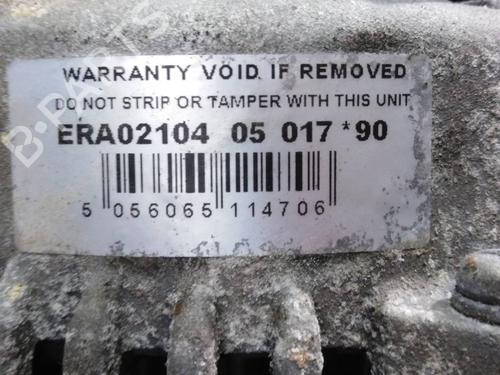 WARRANTY VOID IF REMOVED
DO NOT STRIP OR TAMPER WITH THIS UNIT
ERA02104 05 017 *90
5 056065 114706
B-PARTS